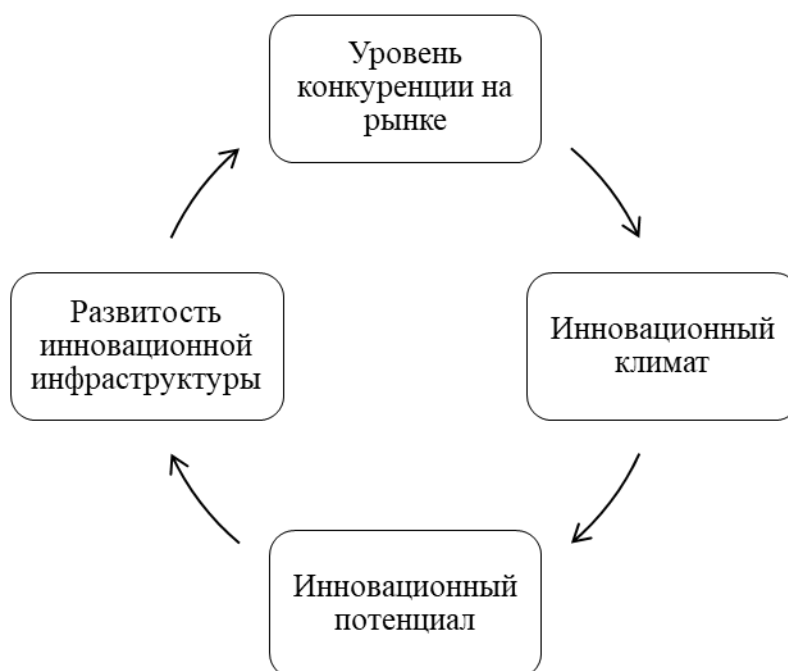 Уровень
конкуренции на
рынке
Развитость
инновационной
инфраструктуры
Инновационный
климат
Инновационный
потенциал